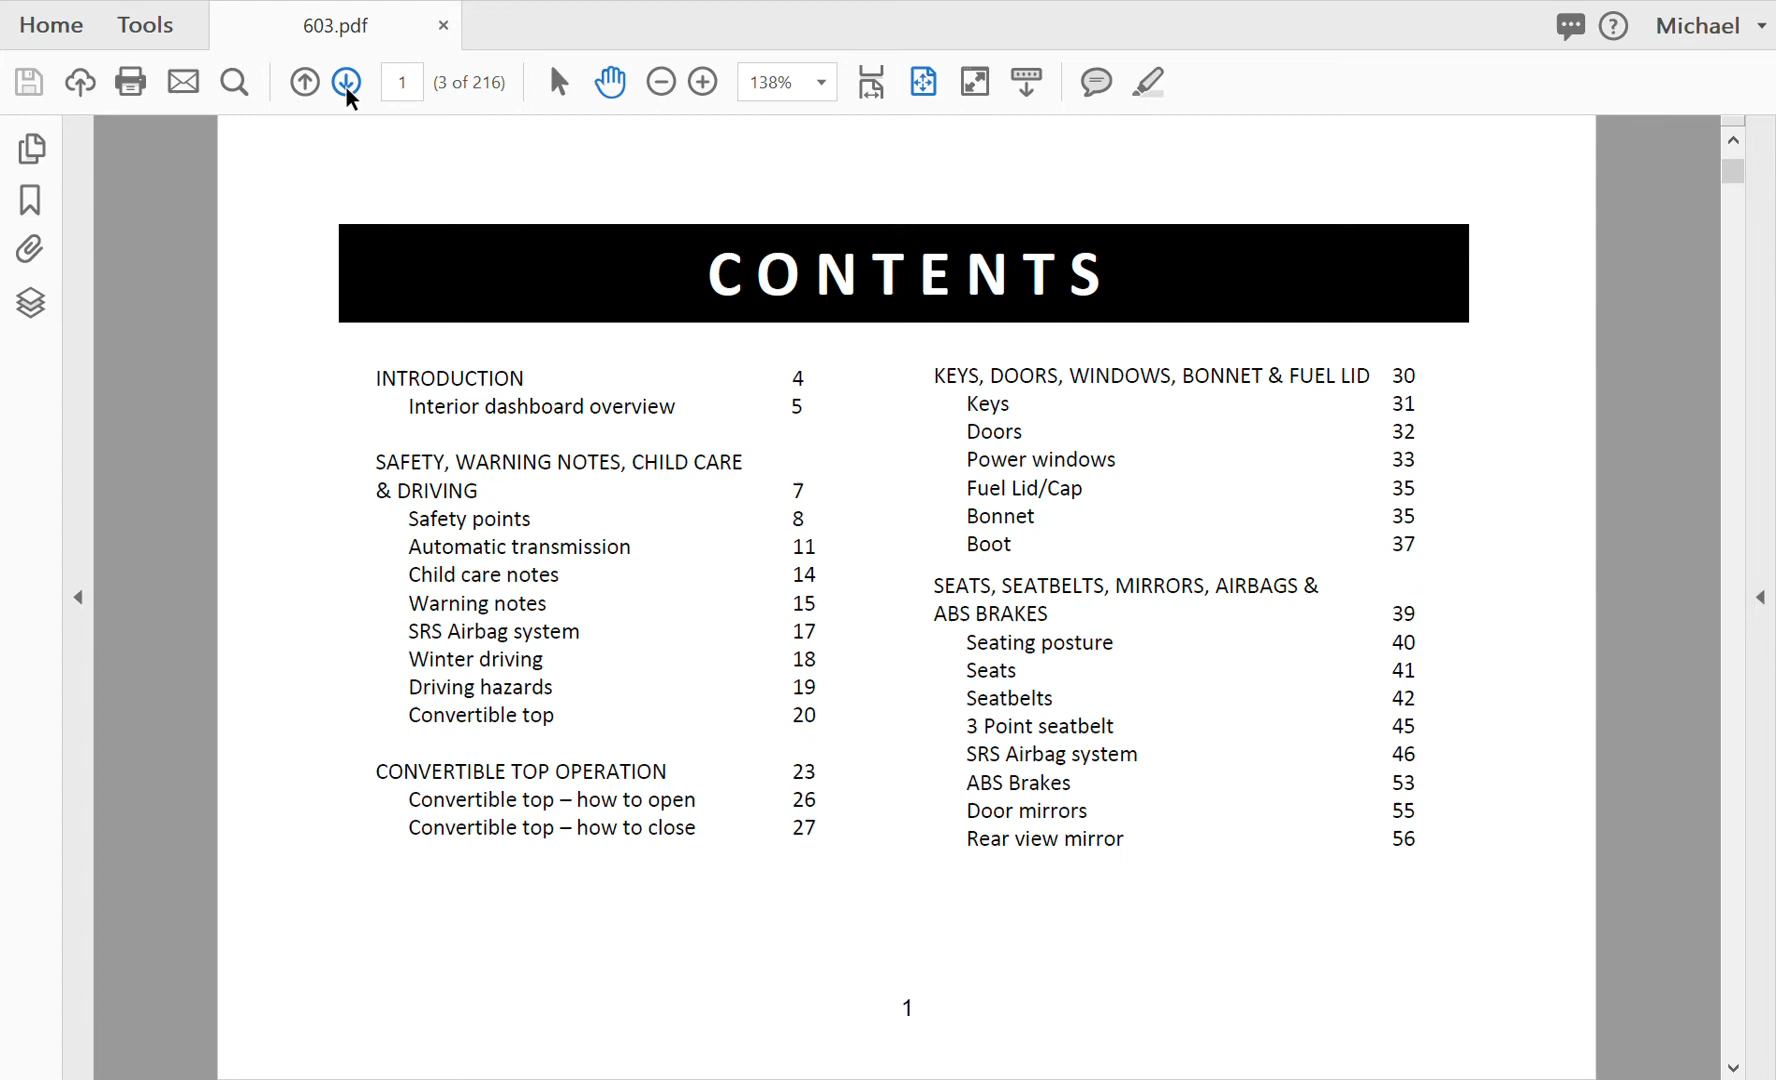 Home Tools 603.pdf × Michael
1 (3 of 216) 138%
CONTENTS
INTRODUCTION 4
Interior dashboard overview 5
SAFETY, WARNING NOTES, CHILD CARE
& DRIVING 7
Safety points 8
Automatic transmission 11
Child care notes 14
Warning notes 15
SRS Airbag system 17
Winter driving 18
Driving hazards 19
Convertible top 20
CONVERTIBLE TOP OPERATION 23
Convertible top – how to open 26
Convertible top – how to close 27
KEYS, DOORS, WINDOWS, BONNET & FUEL LID 30
Keys 31
Doors 32
Power windows 33
Fuel Lid/Cap 35
Bonnet 35
Boot 37
SEATS, SEATBELTS, MIRRORS, AIRBAGS &
ABS BRAKES 39
Seating posture 40
Seats 41
Seatbelts 42
3 Point seatbelt 45
SRS Airbag system 46
ABS Brakes 53
Door mirrors 55
Rear view mirror 56
1